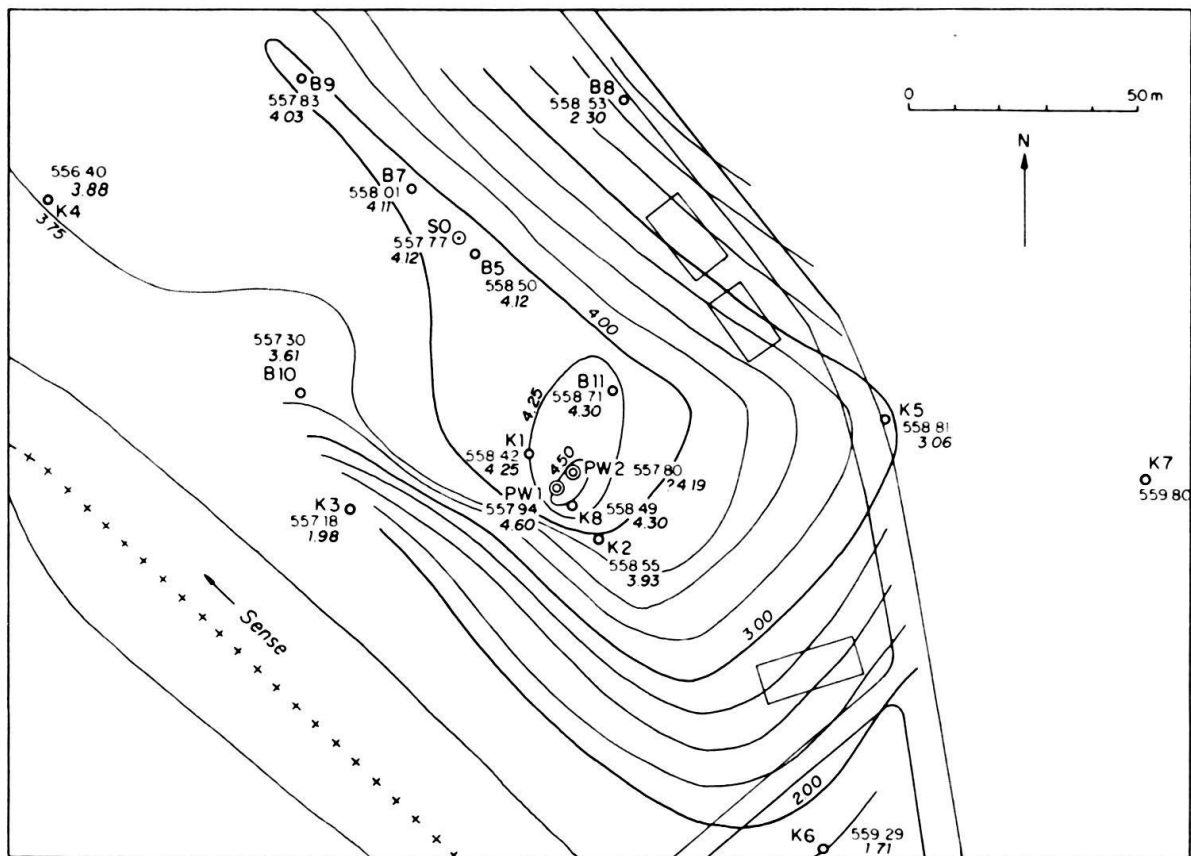 B9
557 83
4.03
B8
558 53
2.30
0
50 m
N
556 40
3.88
K4
3.75
B7
558 01
4.11
SO
557 77
4.12
B5
558 50
4.12
4.00
557 30
3.61
B10
B11
558 71
4.30
4.25
K1
558 42
4.25
4.50
PW2
557 80
? 4.19
PW1
557 94
4.60
K8
558 49
4.30
K2
558 55
3.93
K5
558 81
3.06
K7
559 80
K3
557 18
1.98
Sense
3.00
2.00
K6
559 29
1.71